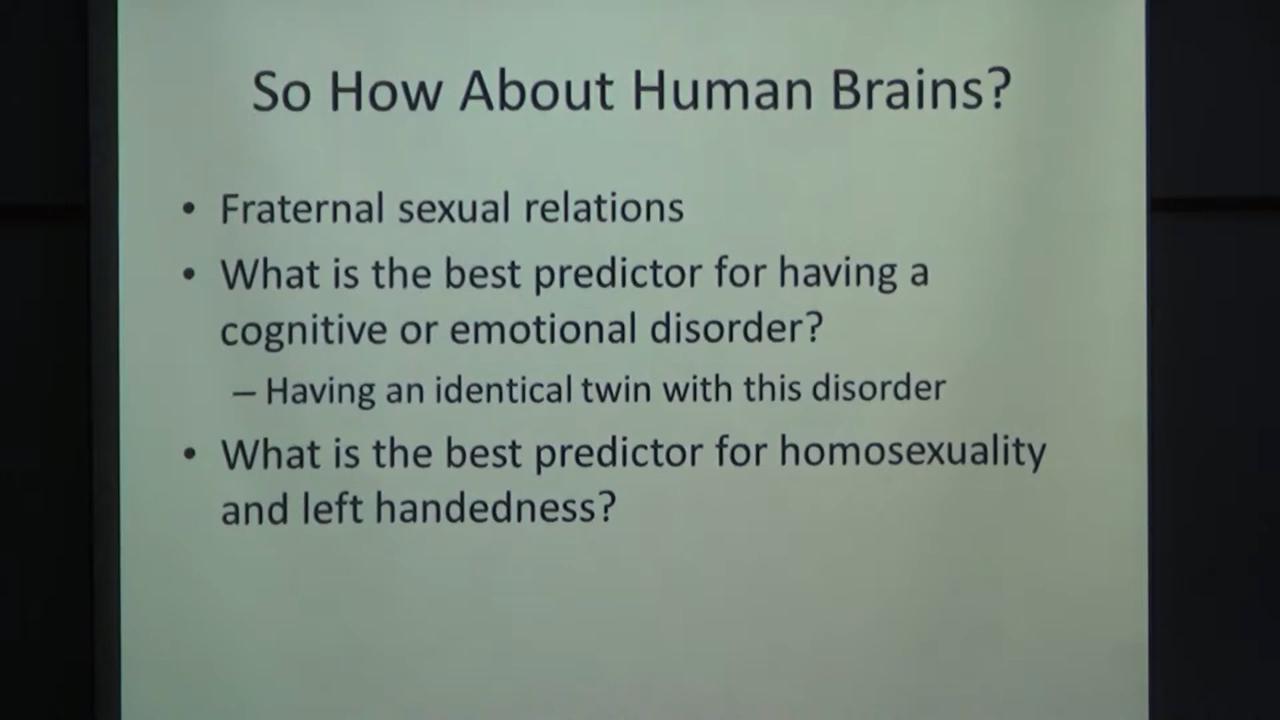 So How About Human Brains?
• Fraternal sexual relations
• What is the best predictor for having a
cognitive or emotional disorder?
– Having an identical twin with this disorder
• What is the best predictor for homosexuality
and left handedness?